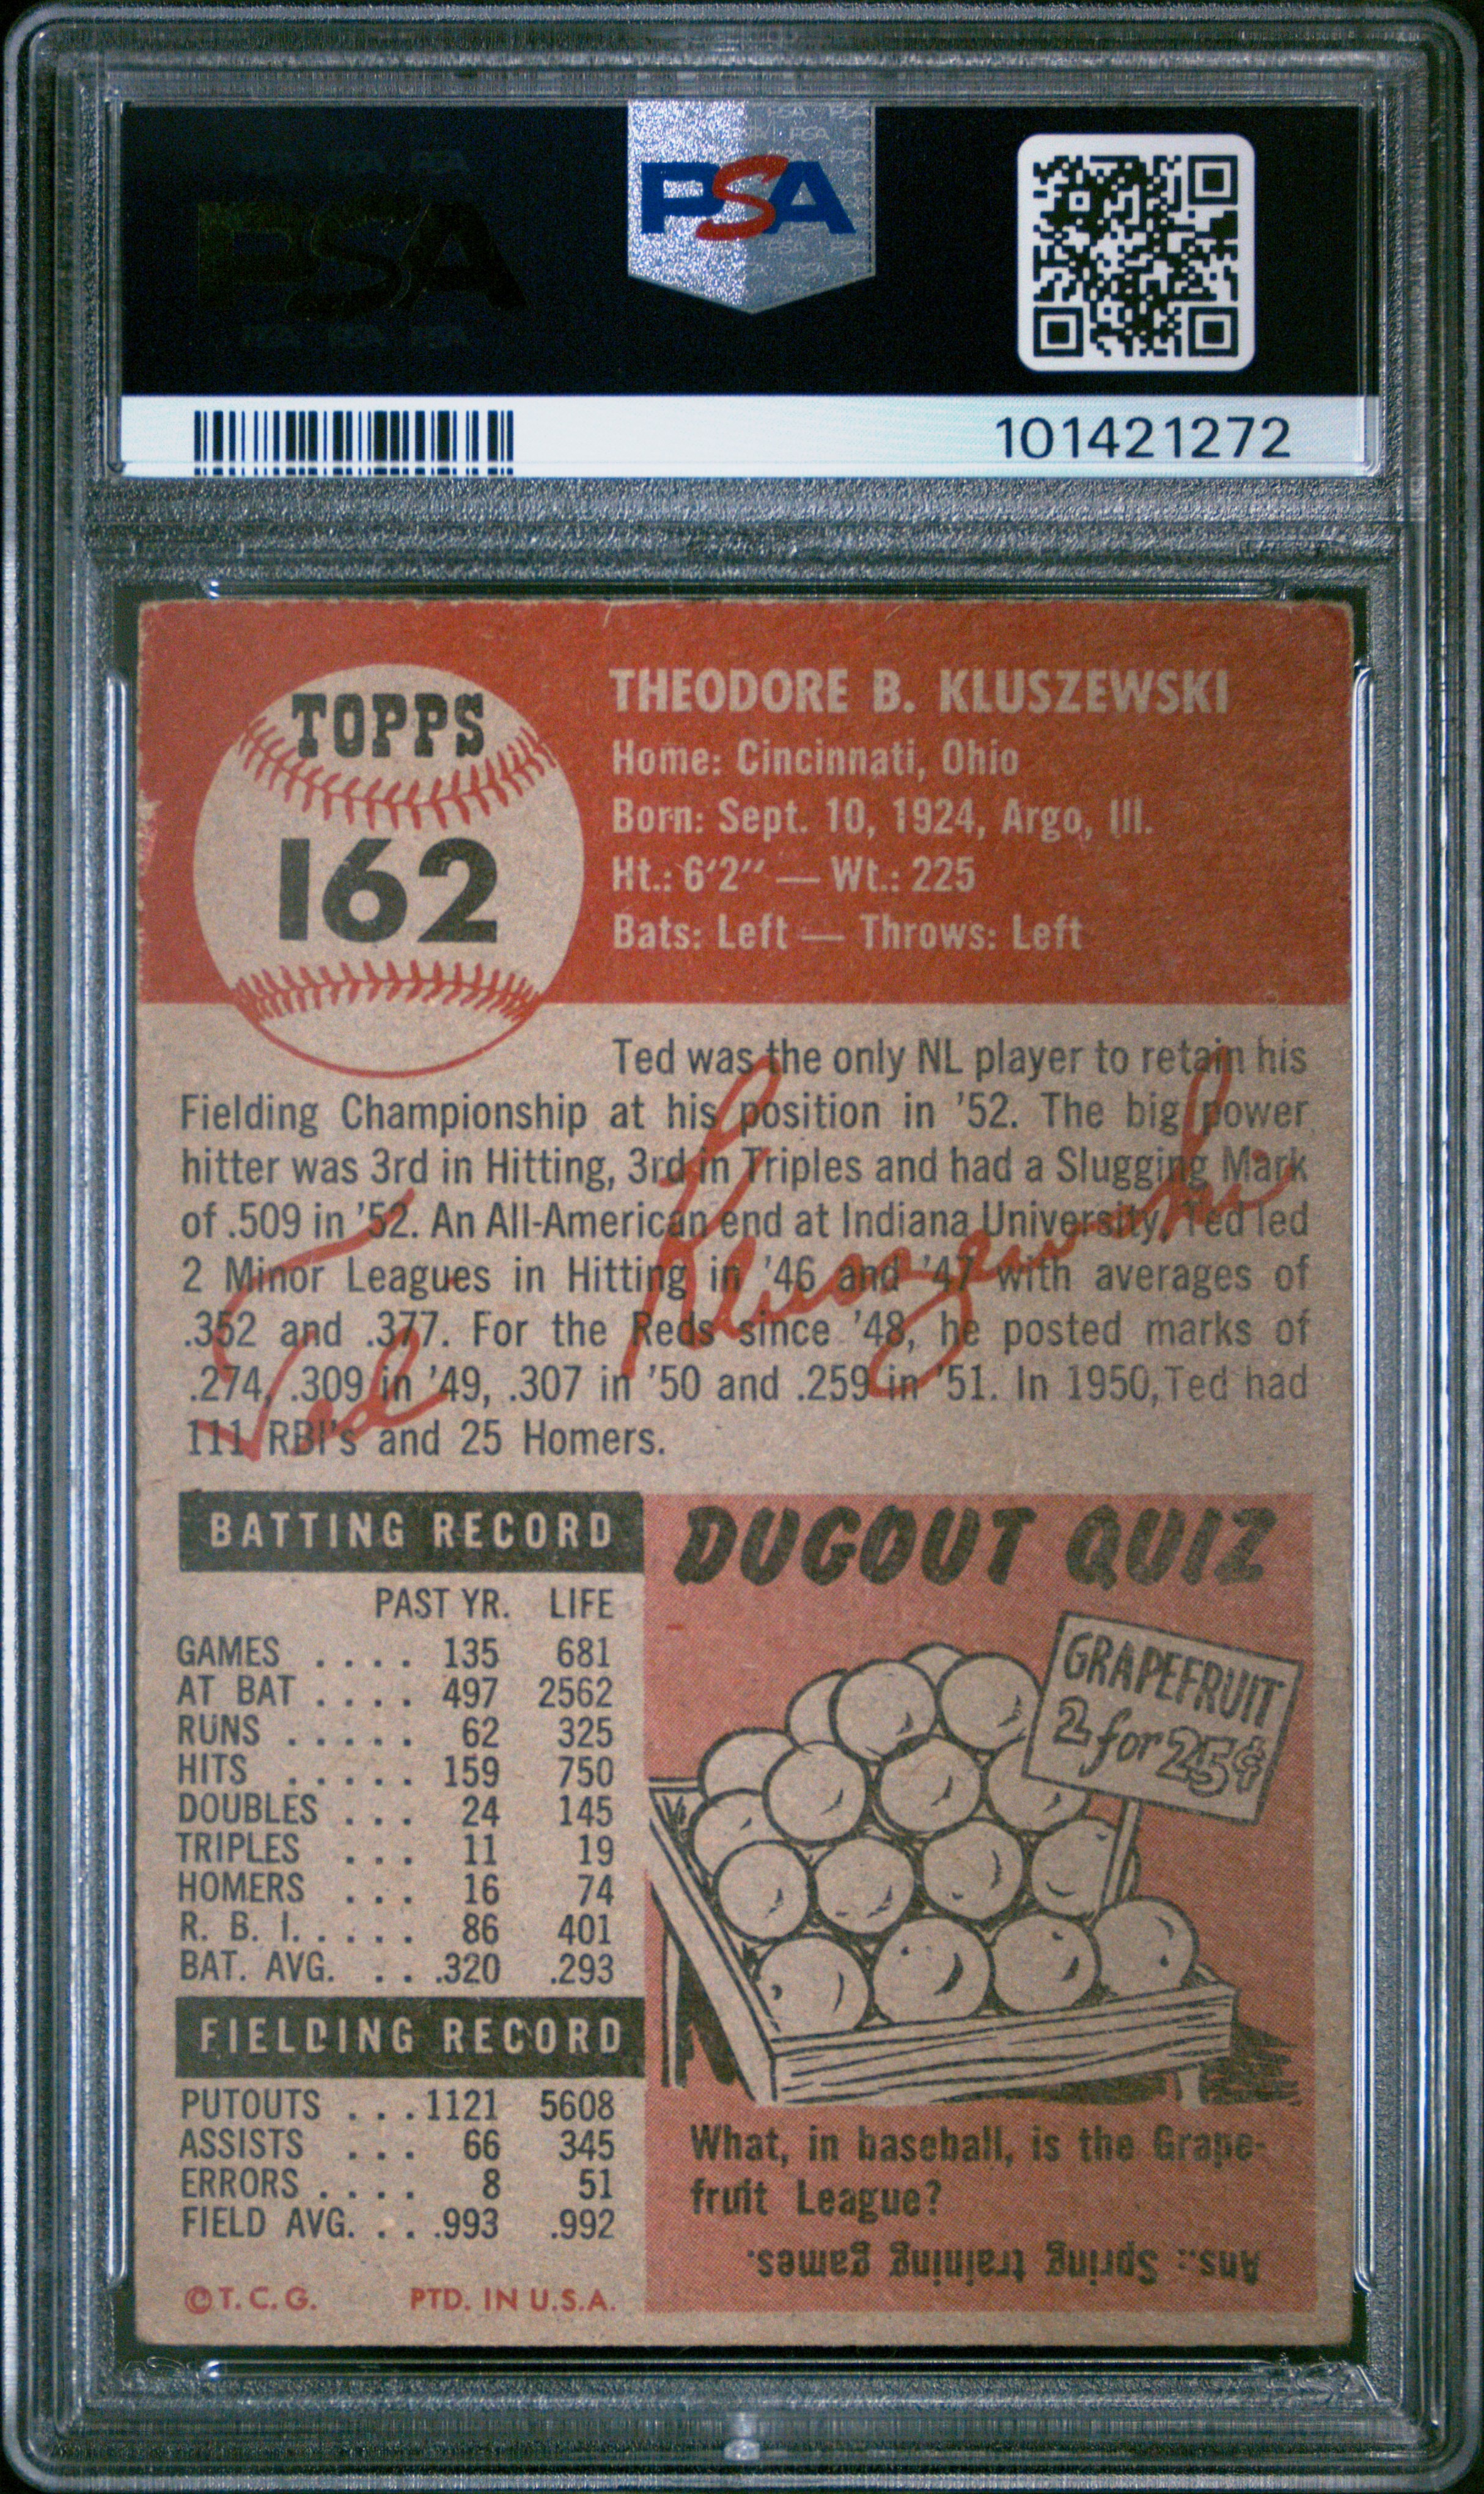 PSA
101421272
TOPPS
162
THEODORE B. KLUSZEWSKI
Home: Cincinnati, Ohio
Born: Sept. 10, 1924, Argo, Ill.
Ht.: 6'2" — Wt.: 225
Bats: Left — Throws: Left
Ted was the only NL player to retain his
Fielding Championship at his position in '52. The big power
hitter was 3rd in Hitting, 3rd in Triples and had a Slugging Mark
of .509 in '52. An All-American end at Indiana University, Ted led
2 Minor Leagues in Hitting in '46 and '47 with averages of
.352 and .377. For the Reds since '48, he posted marks of
.274, .309 in '49, .307 in '50 and .259 in '51. In 1950, Ted had
111 RBI's and 25 Homers.
Ted Kluszewski
BATTING RECORD
PAST YR. LIFE
GAMES .... 135 681
AT BAT .... 497 2562
RUNS ..... 62 325
HITS ..... 159 750
DOUBLES ... 24 145
TRIPLES ... 11 19
HOMERS ... 16 74
R. B. I. .... 86 401
BAT. AVG. ... .320 .293
FIELDING RECORD
PUTOUTS ... 1121 5608
ASSISTS ... 66 345
ERRORS .... 8 51
FIELD AVG. ... .993 .992
©T. C. G. PTD. IN U.S.A.
DUGOUT QUIZ
GRAPEFRUIT
2 for 25¢
What, in baseball, is the Grape-
fruit League?
Ans.: Spring training games.